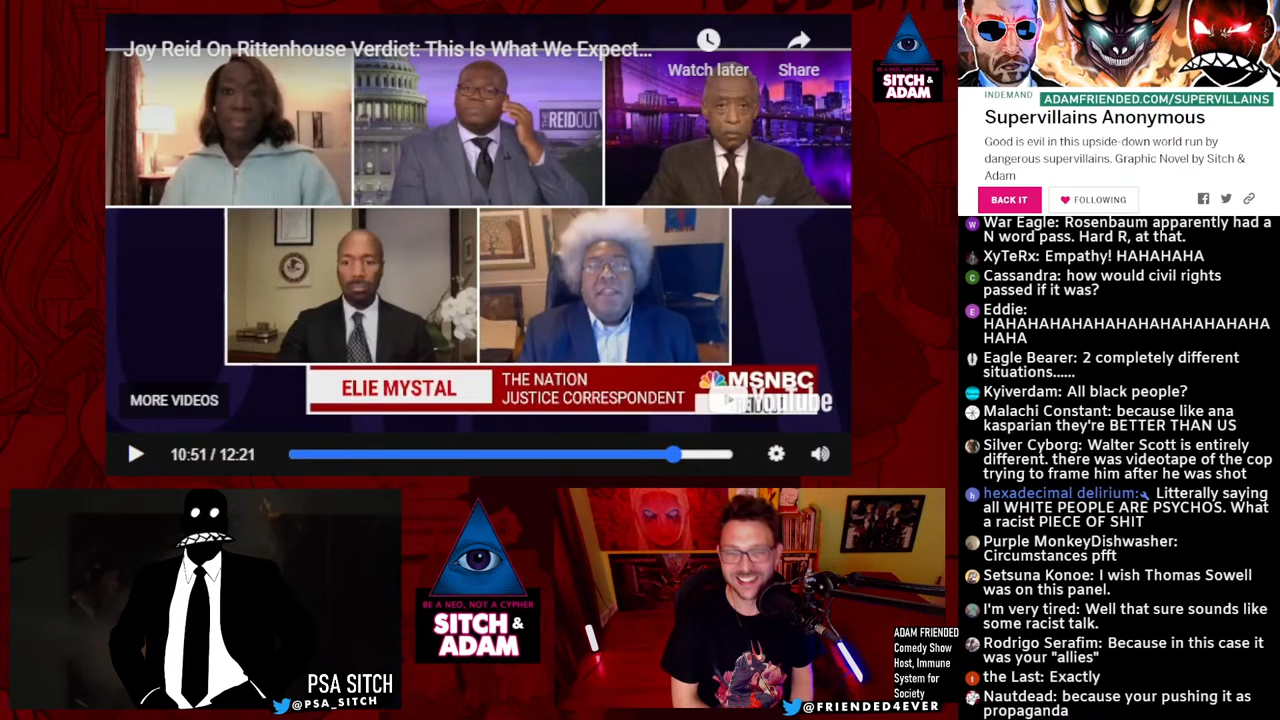 Joy Reid On Rittenhouse Verdict: This Is What We Expect...
Watch later
Share
THE REIDOUT
MORE VIDEOS
ELIE MYSTAL
THE NATION
JUSTICE CORRESPONDENT
MSNBC
YouTube
10:51 / 12:21
BE A NEO, NOT A CYPHER
SITCH &
ADAM
INDEMAND
ADAMFRIENDED.COM/SUPERVILLAINS
Supervillains Anonymous
Good is evil in this upside-down world run by
dangerous supervillains. Graphic Novel by Sitch &
Adam
BACK IT
FOLLOWING
War Eagle: Rosenbaum apparently had a
N word pass. Hard R, at that.
XyTeRx: Empathy! HAHAHAHA
Cassandra: how would civil rights
passed if it was?
Eddie:
HAHAHAHAHAHAHAHAHAHAHAHAHA
HAHA
Eagle Bearer: 2 completely different
situations......
Kyiverdam: All black people?
Malachi Constant: because like ana
kasparian they're BETTER THAN US
Silver Cyborg: Walter Scott is entirely
different. there was videotape of the cop
trying to frame him after he was shot
hexadecimal delirium: Litterally saying
all WHITE PEOPLE ARE PSYCHOS. What
a racist PIECE OF SHIT
Purple MonkeyDishwasher:
Circumstances pfft
Setsuna Konoe: I wish Thomas Sowell
was on this panel.
I'm very tired: Well that sure sounds like
some racist talk.
Rodrigo Serafim: Because in this case it
was your "allies"
the Last: Exactly
Nautdead: because your pushing it as
propaganda
PSA SITCH
@PSA_SITCH
BE A NEO, NOT A CYPHER
SITCH
& ADAM
ADAM FRIENDED
Comedy Show
Host, Immune
System for
Society
@FRIENDED4EVER